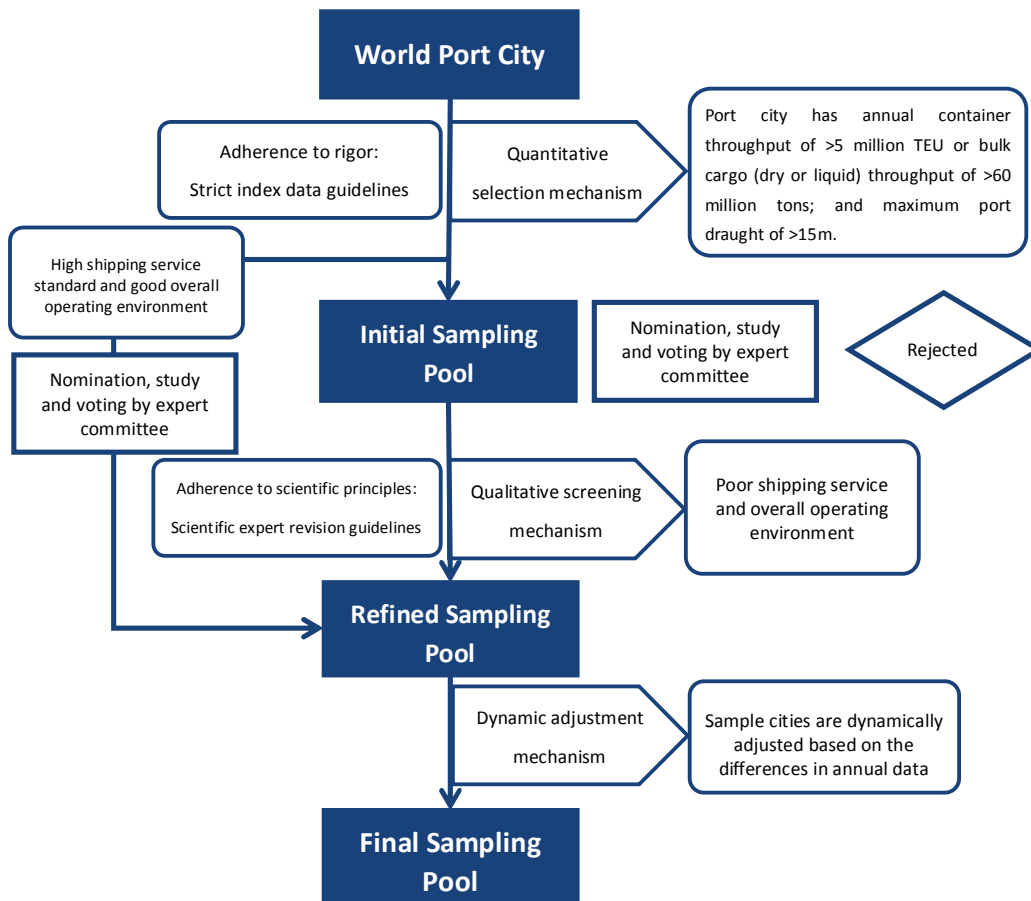 World Port City
Adherence to rigor:
Strict index data guidelines
Quantitative
selection mechanism
Port city has annual container
throughput of >5 million TEU or bulk
cargo (dry or liquid) throughput of >60
million tons; and maximum port
draught of >15m.
High shipping service
standard and good overall
operating environment
Nomination, study
and voting by expert
committee
Initial Sampling
Pool
Nomination, study
and voting by expert
committee
Rejected
Adherence to scientific principles:
Scientific expert revision guidelines
Qualitative screening
mechanism
Poor shipping service
and overall operating
environment
Refined Sampling
Pool
Dynamic adjustment
mechanism
Sample cities are dynamically
adjusted based on the
differences in annual data
Final Sampling
Pool